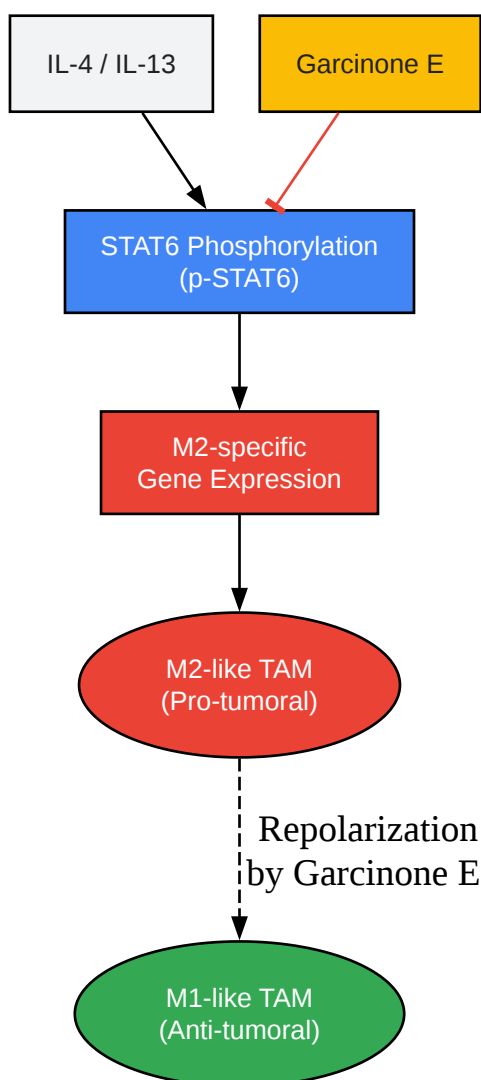 IL-4 / IL-13
Garcinone E
STAT6 Phosphorylation
(p-STAT6)
M2-specific
Gene Expression
M2-like TAM
(Pro-tumoral)
Repolarization
by Garcinone E
M1-like TAM
(Anti-tumoral)